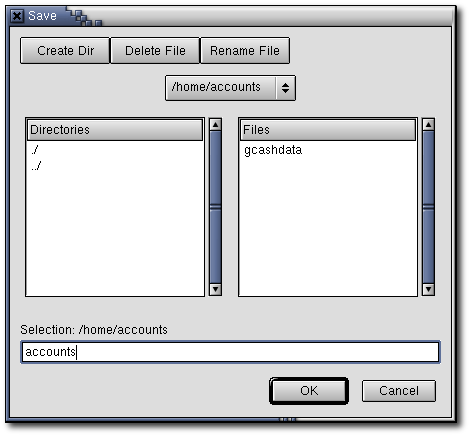 Save
Create Dir Delete File Rename File
/home/accounts
Directories Files
./ gcashdata
../
Selection: /home/accounts
accounts
OK Cancel